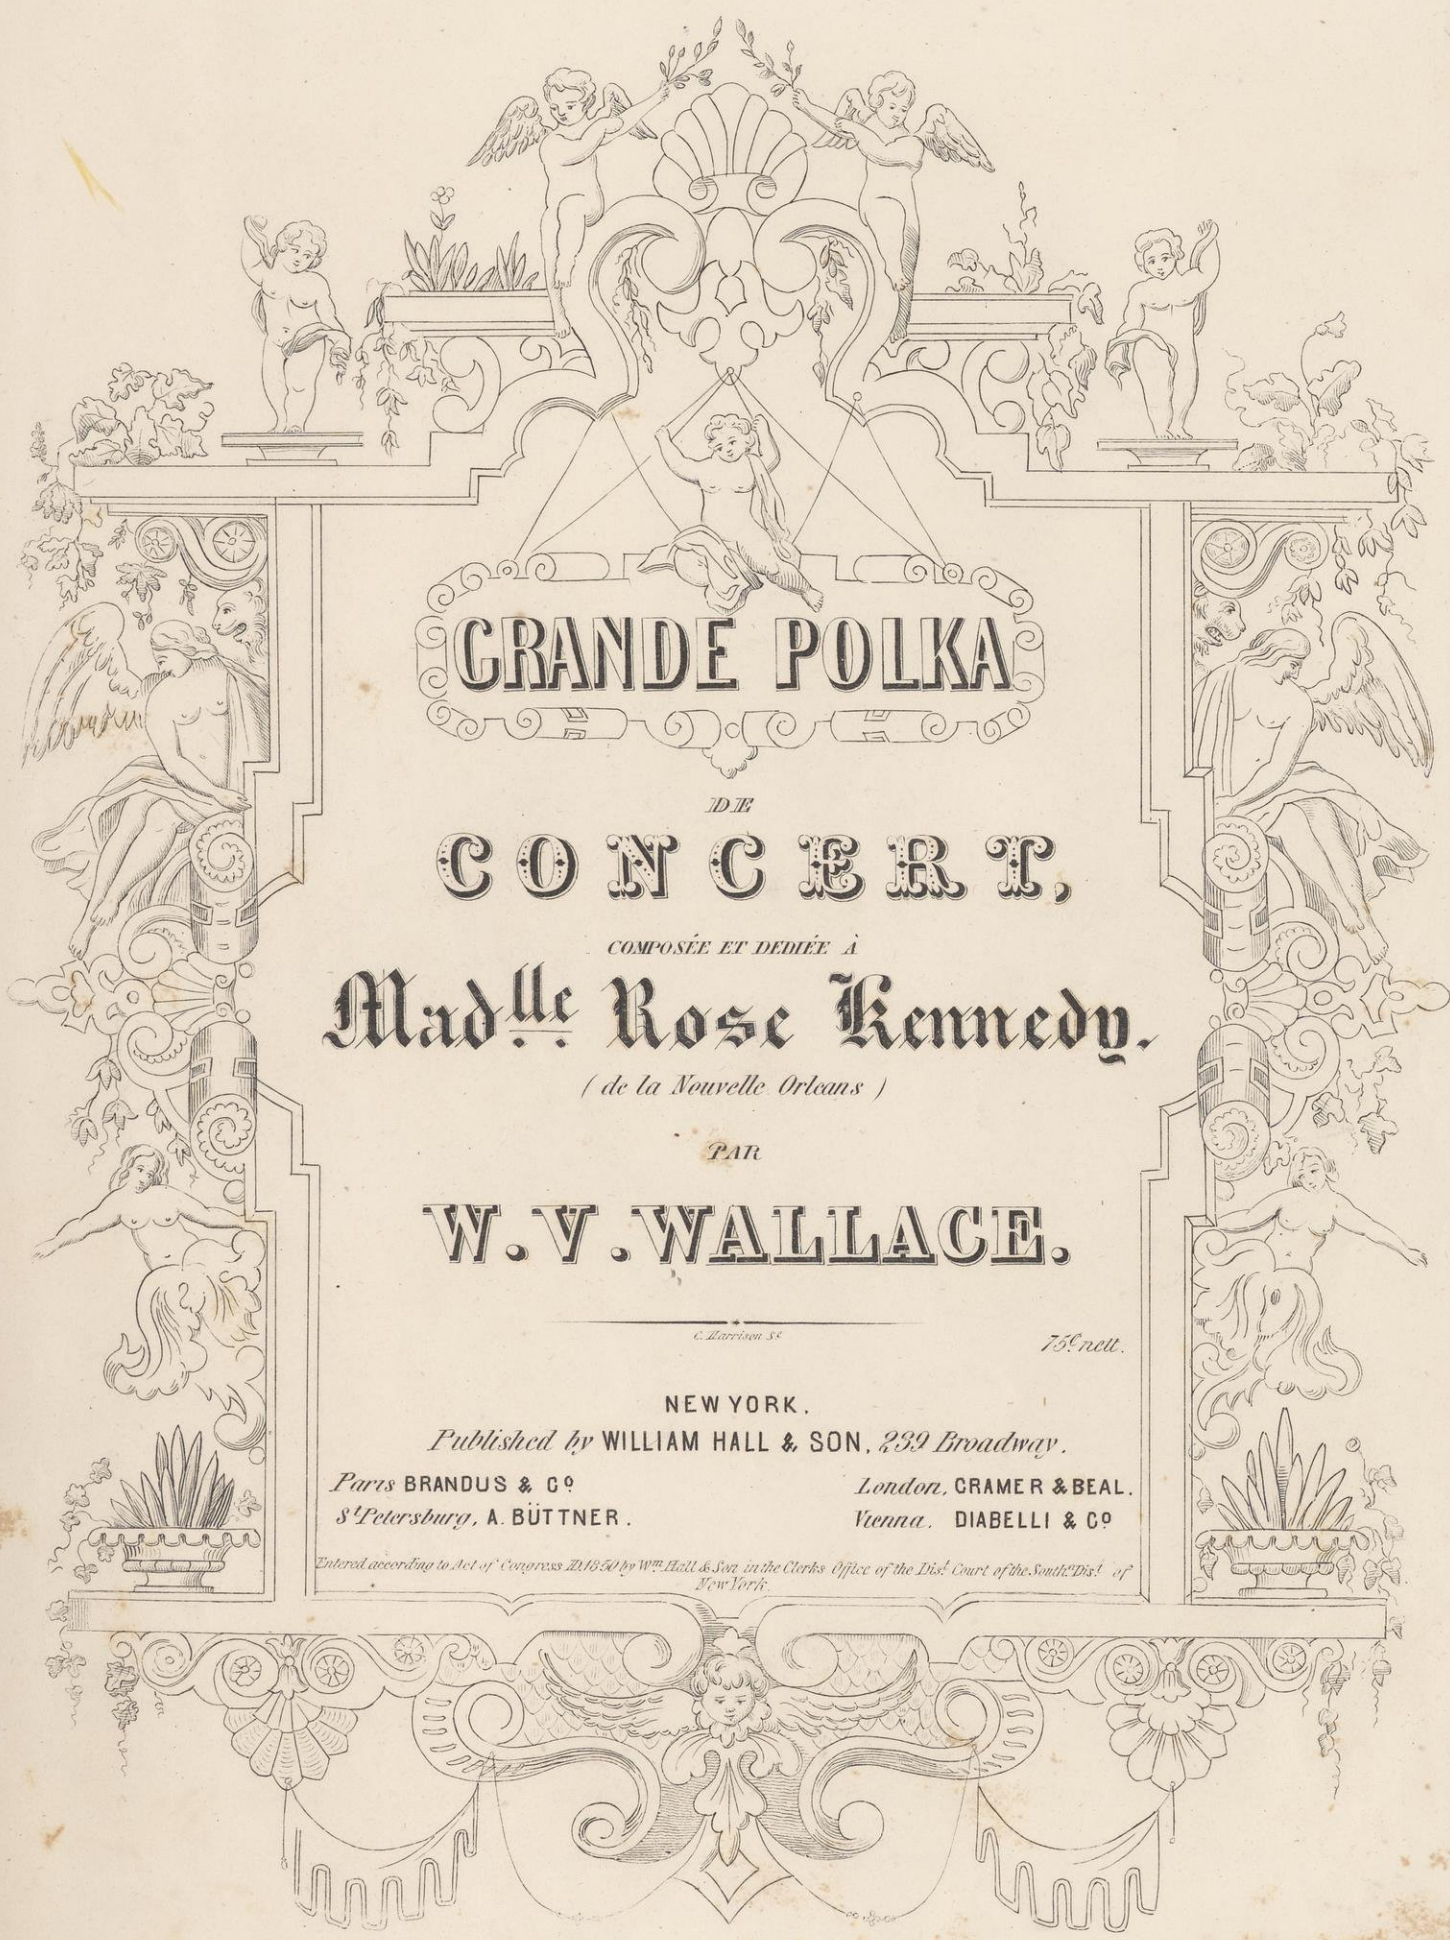 GRANDE POLKA
DE
CONCERT,
COMPOSÉE ET DEDIÉE À
Madlle Rose Kennedy.
(de la Nouvelle Orleans)
PAR
W.V. WALLACE.
C. Harrison Sc
75c nett.
NEW YORK.
Published by WILLIAM HALL & SON, 239 Broadway.
Paris BRANDUS & Co
London, CRAMER & BEAL.
St Petersburg, A. BÜTTNER.
Vienna. DIABELLI & Co
Entered according to Act of Congress AD 1850 by Wm Hall & Son in the Clerks Office of the Dist Court of the Southn Dist of
New York.